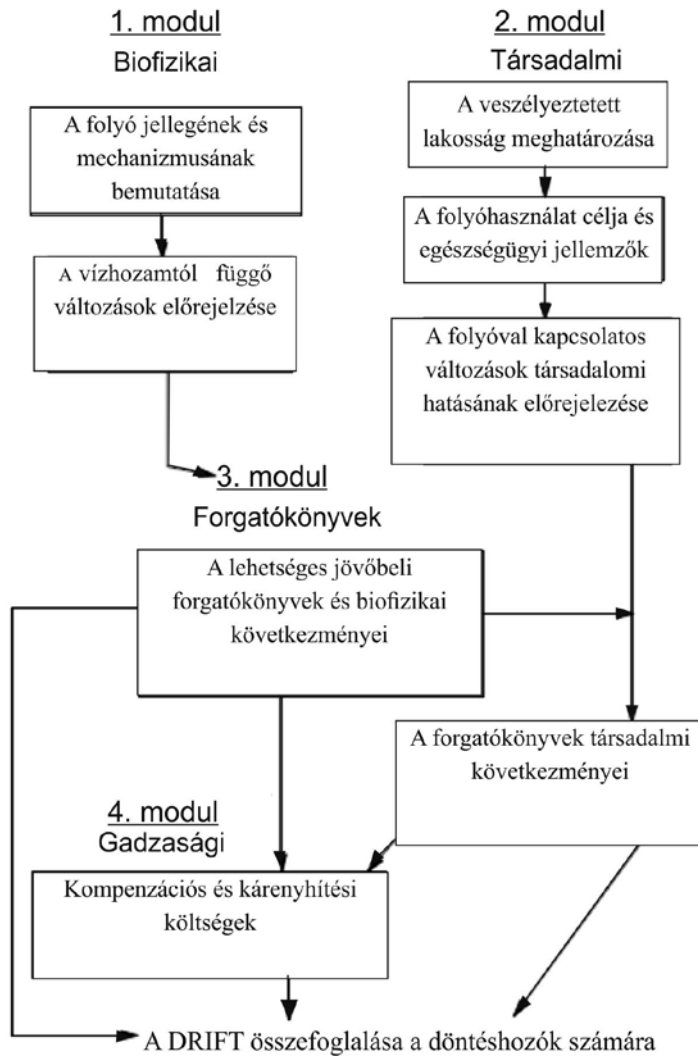 1. modul
Biofizikai
A folyó jellegének és
mechanizmusának
bemutatása
A vízhozamtól függő
változások előrejelzése
2. modul
Társadalmi
A veszélyeztetett
lakosság meghatározása
A folyóhasználat célja és
egészségügyi jellemzők
A folyóval kapcsolatos
változások társadalomi
hatásának előrejelezése
3. modul
Forgatókönyvek
A lehetséges jövőbeli
forgatókönyvek és biofizikai
következményei
A forgatókönyvek társadalmi
következményei
4. modul
Gadzasági
Kompenzációs és kárenyhítési
költségek
A DRIFT összefoglalása a döntéshozók számára